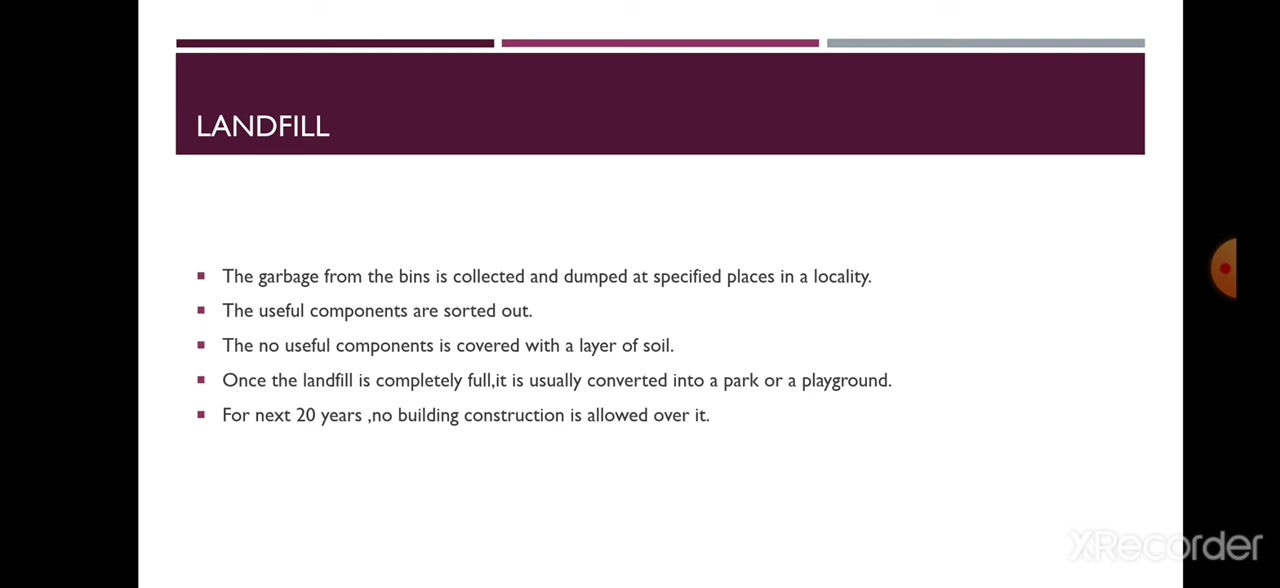 LANDFILL
The garbage from the bins is collected and dumped at specified places in a locality.
The useful components are sorted out.
The no useful components is covered with a layer of soil.
Once the landfill is completely full,it is usually converted into a park or a playground.
For next 20 years ,no building construction is allowed over it.
XRecorder